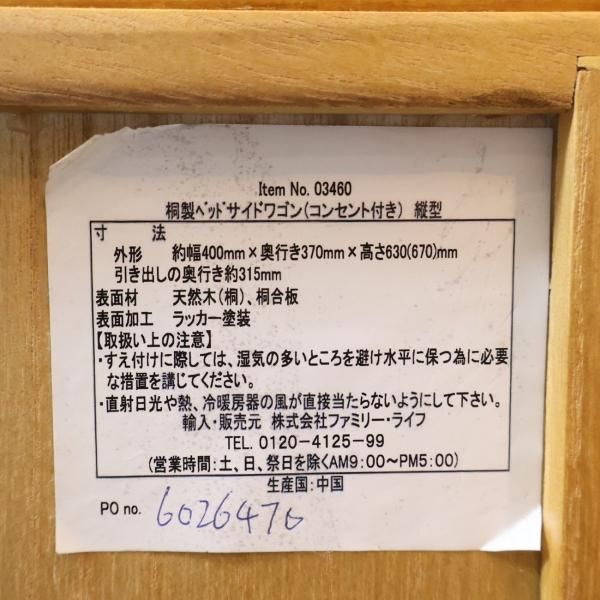 Item No. 03460
桐製ﾍﾞｯﾄﾞサイドワゴン(コンセント付き) 縦型
寸 法
外形 約幅400mm×奥行き370mm×高さ630(670)mm
引き出しの奥行き約315mm
表面材 天然木(桐)、桐合板
表面加工 ラッカー塗装
【取扱い上の注意】
・すえ付けに際しては、湿気の多いところを避け水平に保つ為に必要
な措置を講じてください。
・直射日光や熱、冷暖房器の風が直接当たらないようにして下さい。
輸入・販売元 株式会社ファミリー・ライフ
TEL. 0120-4125-99
(営業時間:土、日、祭日を除くAM9:00~PM5:00)
生産国:中国
PO no. 6026470